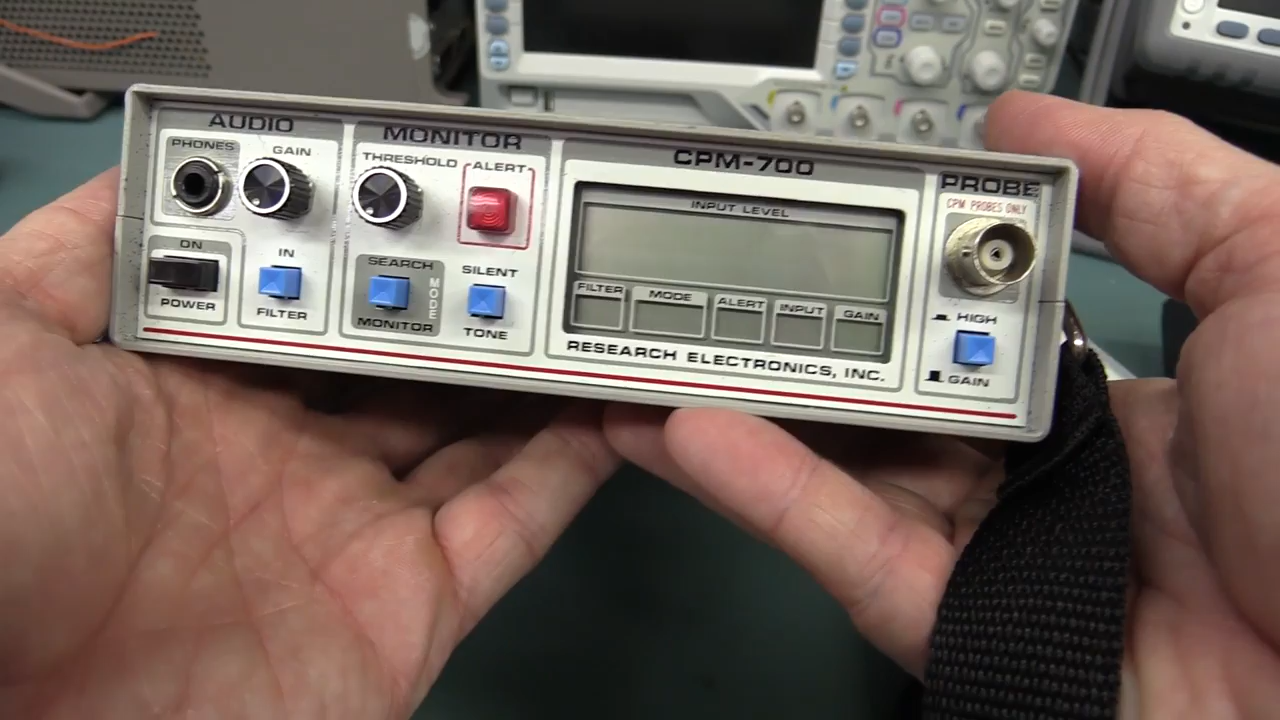 AUDIO
PHONES
GAIN
ON
POWER
IN
FILTER
MONITOR
THRESHOLD
ALERT
SEARCH
MODE
MONITOR
SILENT
TONE
CPM-700
INPUT LEVEL
FILTER
MODE
ALERT
INPUT
GAIN
RESEARCH ELECTRONICS, INC.
PROBE
CPM PROBES ONLY
HIGH
GAIN